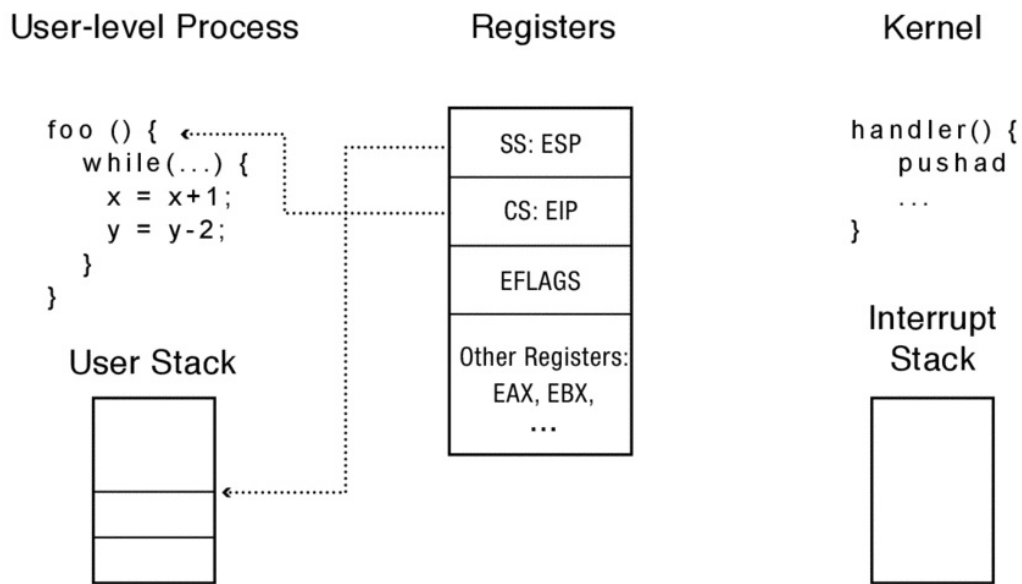 User-level Process
Registers
Kernel
foo () {
while(...) {
x = x+1;
y = y-2;
}
}
User Stack
SS: ESP
CS: EIP
EFLAGS
Other Registers:
EAX, EBX,
...
handler() {
pushad
...
}
Interrupt
Stack